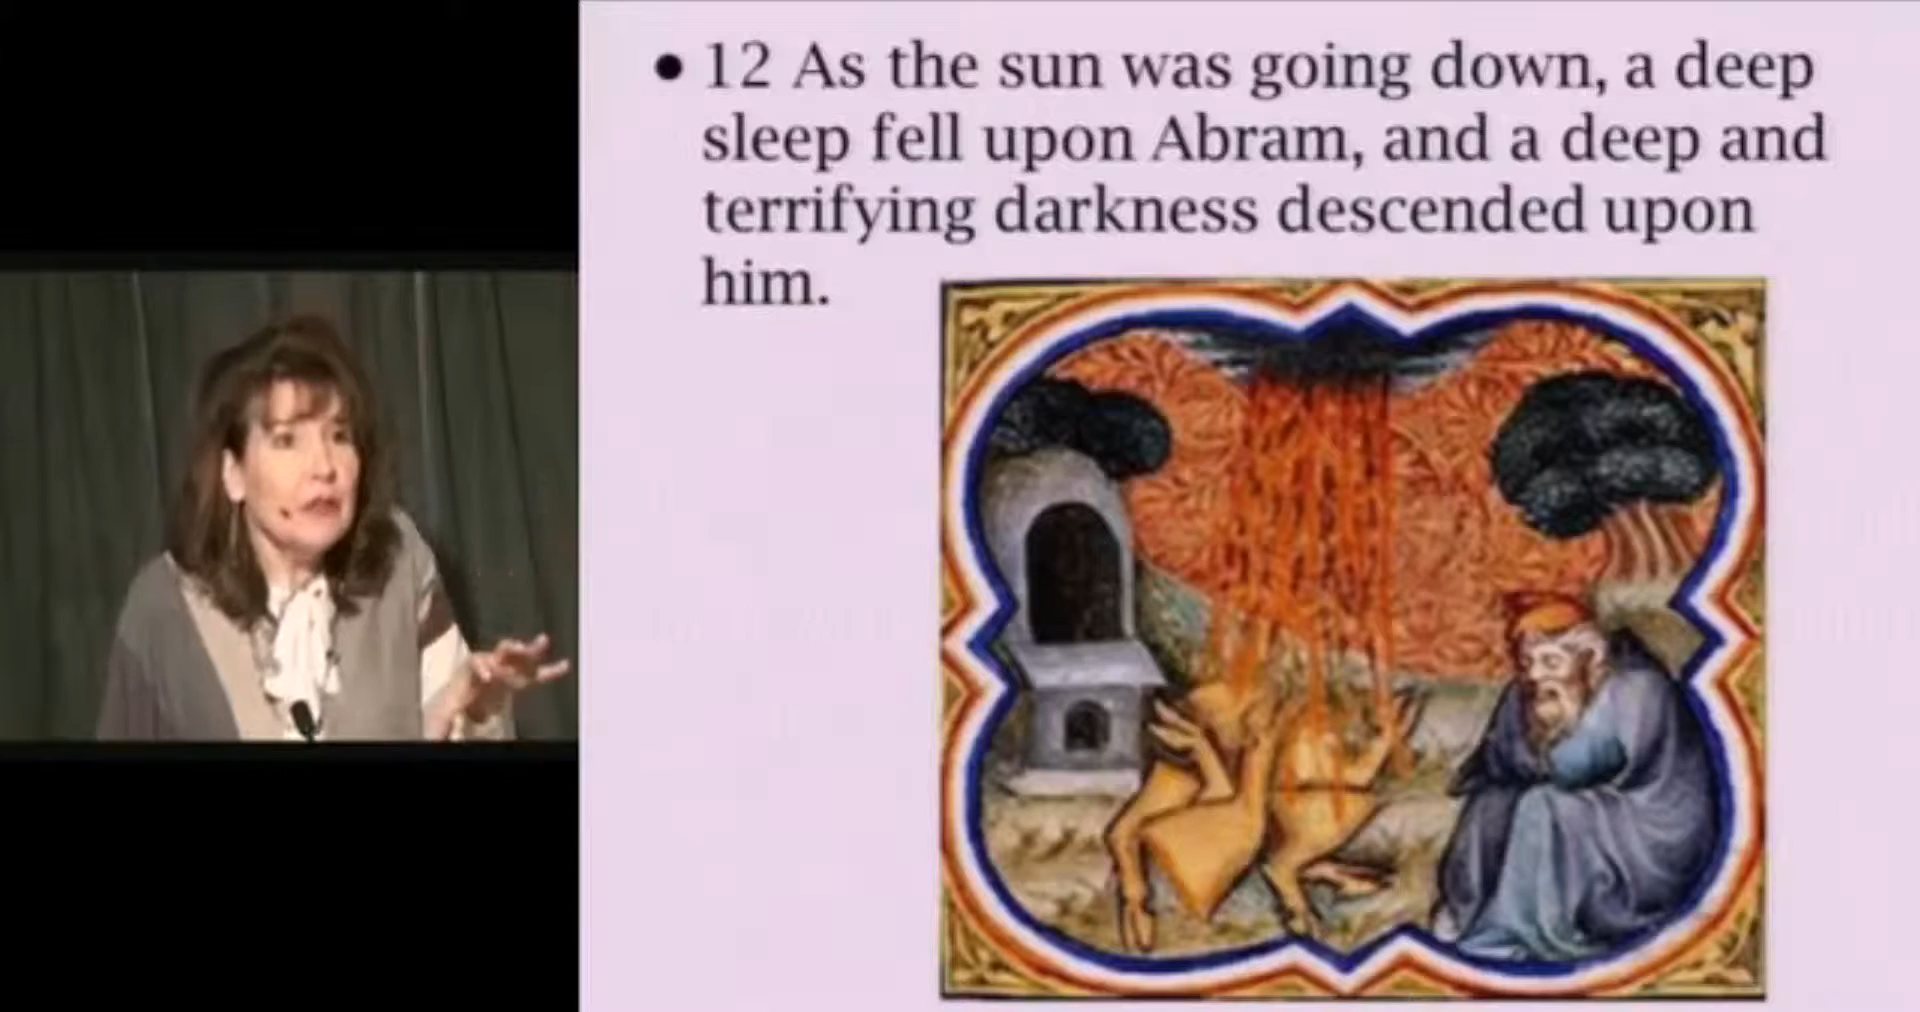 • 12 As the sun was going down, a deep
sleep fell upon Abram, and a deep and
terrifying darkness descended upon
him.